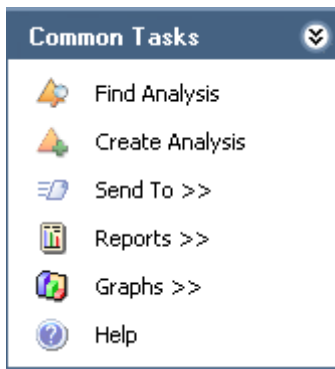 Common Tasks
Find Analysis
Create Analysis
Send To >>
Reports >>
Graphs >>
Help